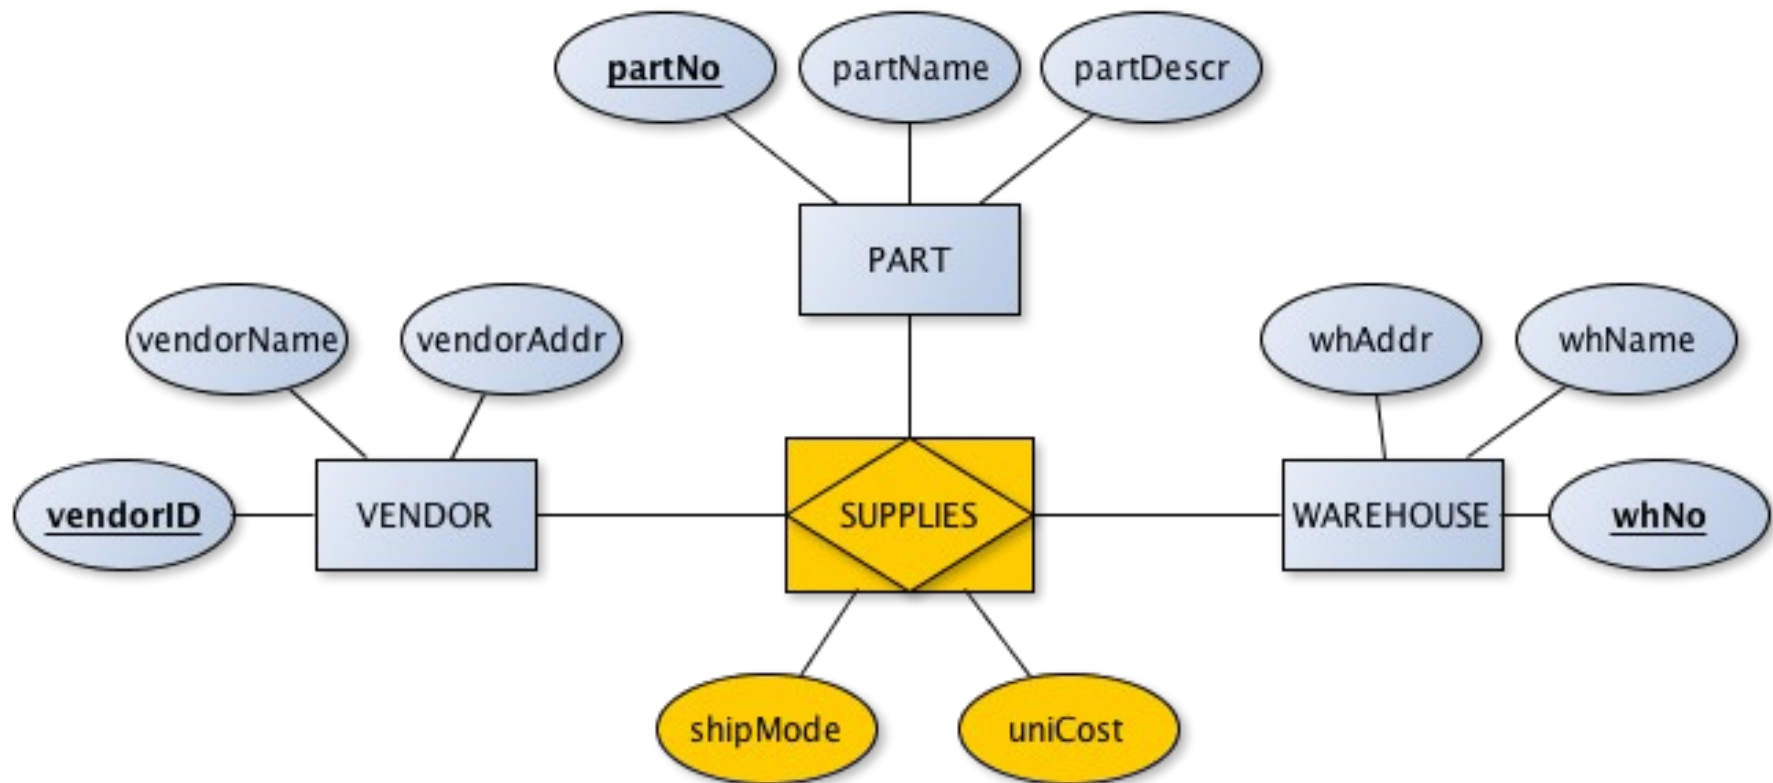 partNo
partName
partDescr
PART
vendorName
vendorAddr
whAddr
whName
vendorID
VENDOR
SUPPLIES
WAREHOUSE
whNo
shipMode
uniCost